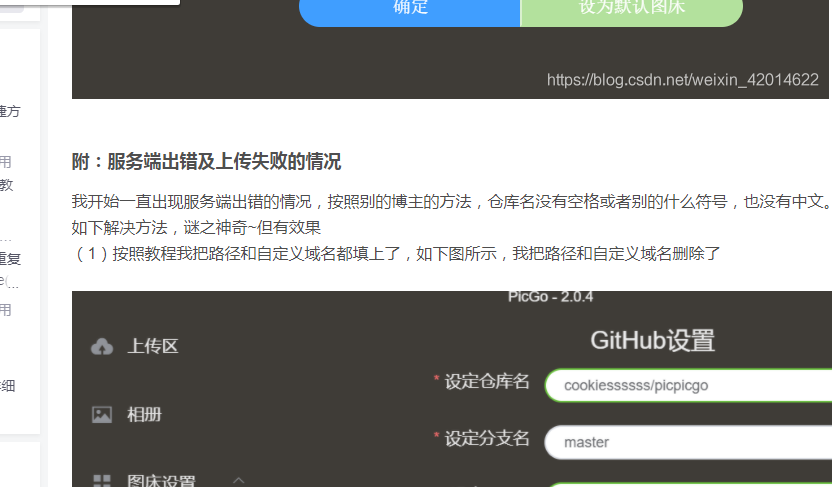 确定
设为默认图床
https://blog.csdn.net/weixin_42014622
捷方
用
教
...
重复
e(...
用
详细
附：服务端出错及上传失败的情况
我开始一直出现服务端出错的情况，按照别的博主的方法，仓库名没有空格或者别的什么符号，也没有中文。
如下解决方法，谜之神奇~但有效果
（1）按照教程我把路径和自定义域名都填上了，如下图所示，我把路径和自定义域名删除了
PicGo - 2.0.4
GitHub设置
上传区
* 设定仓库名
cookiessssss/picpicgo
相册
* 设定分支名
master
图床设置